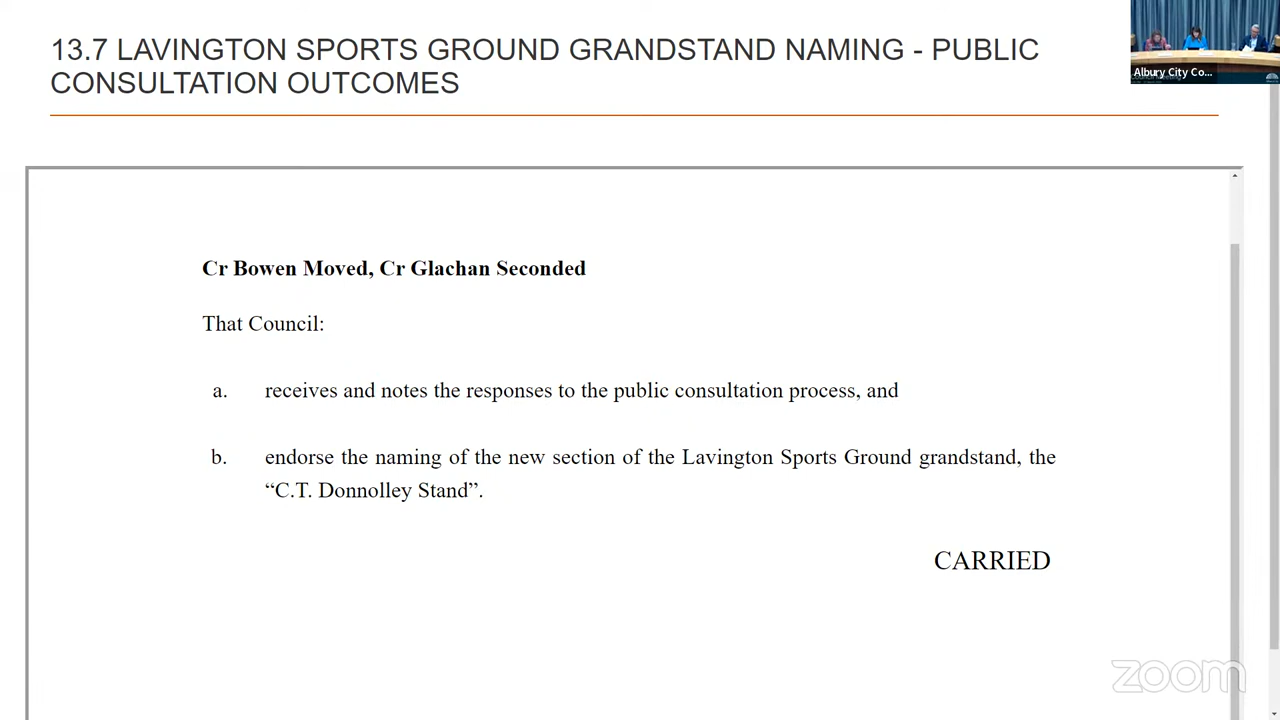 13.7 LAVINGTON SPORTS GROUND GRANDSTAND NAMING - PUBLIC
CONSULTATION OUTCOMES
Albury City Co...
Cr Bowen Moved, Cr Glachan Seconded
That Council:
a. receives and notes the responses to the public consultation process, and
b. endorse the naming of the new section of the Lavington Sports Ground grandstand, the
“C.T. Donnolley Stand”.
CARRIED
zoom